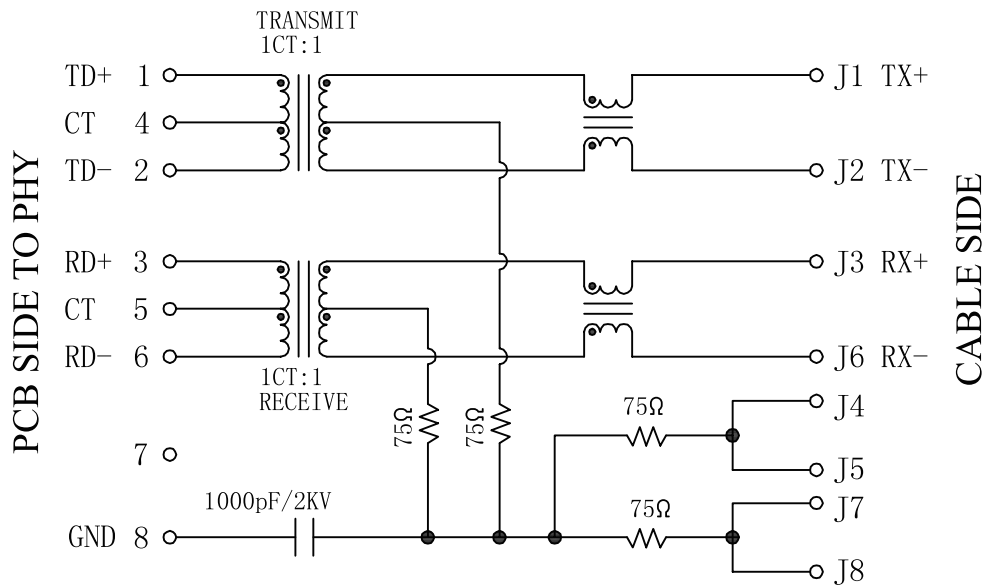 TRANSMIT
1CT:1
TD+ 1
CT 4
TD- 2
J1 TX+
J2 TX-
RD+ 3
CT 5
RD- 6
J3 RX+
J6 RX-
1CT:1
RECEIVE
PCB SIDE TO PHY
CABLE SIDE
75Ω
75Ω
75Ω
J4
J5
7
1000pF/2KV
GND 8
75Ω
J7
J8